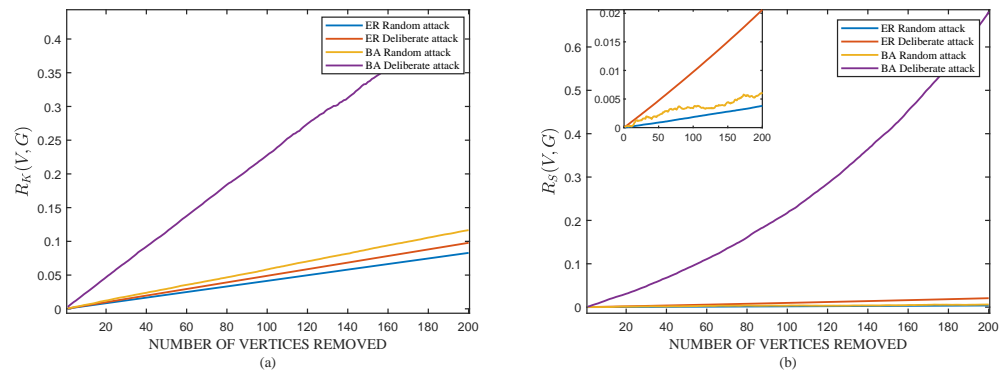 0.4
0.35
0.3
0.25
0.2
0.15
0.1
0.05
0
20 40 60 80 100 120 140 160 180 200
R_K(V, G)
ER Random attack
ER Deliberate attack
BA Random attack
BA Deliberate attack
NUMBER OF VERTICES REMOVED
(a)
0.6
0.5
0.4
0.3
0.2
0.1
0
20 40 60 80 100 120 140 160 180 200
R_S(V, G)
0.02
0.015
0.01
0.005
0
0 50 100 150 200
ER Random attack
ER Deliberate attack
BA Random attack
BA Deliberate attack
NUMBER OF VERTICES REMOVED
(b)